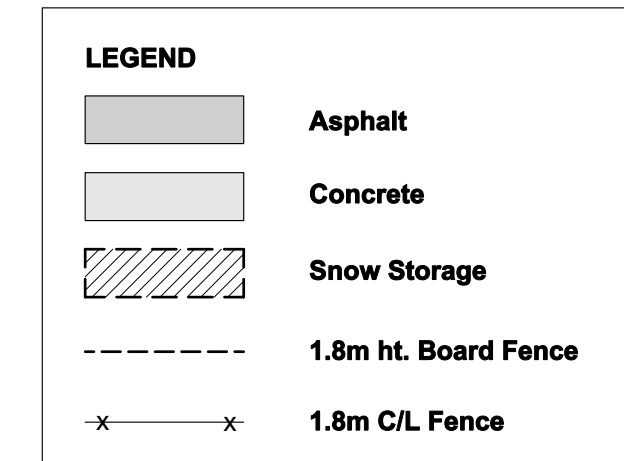 LEGEND
Asphalt
Concrete
Snow Storage
1.8m ht. Board Fence
x x 1.8m C/L Fence